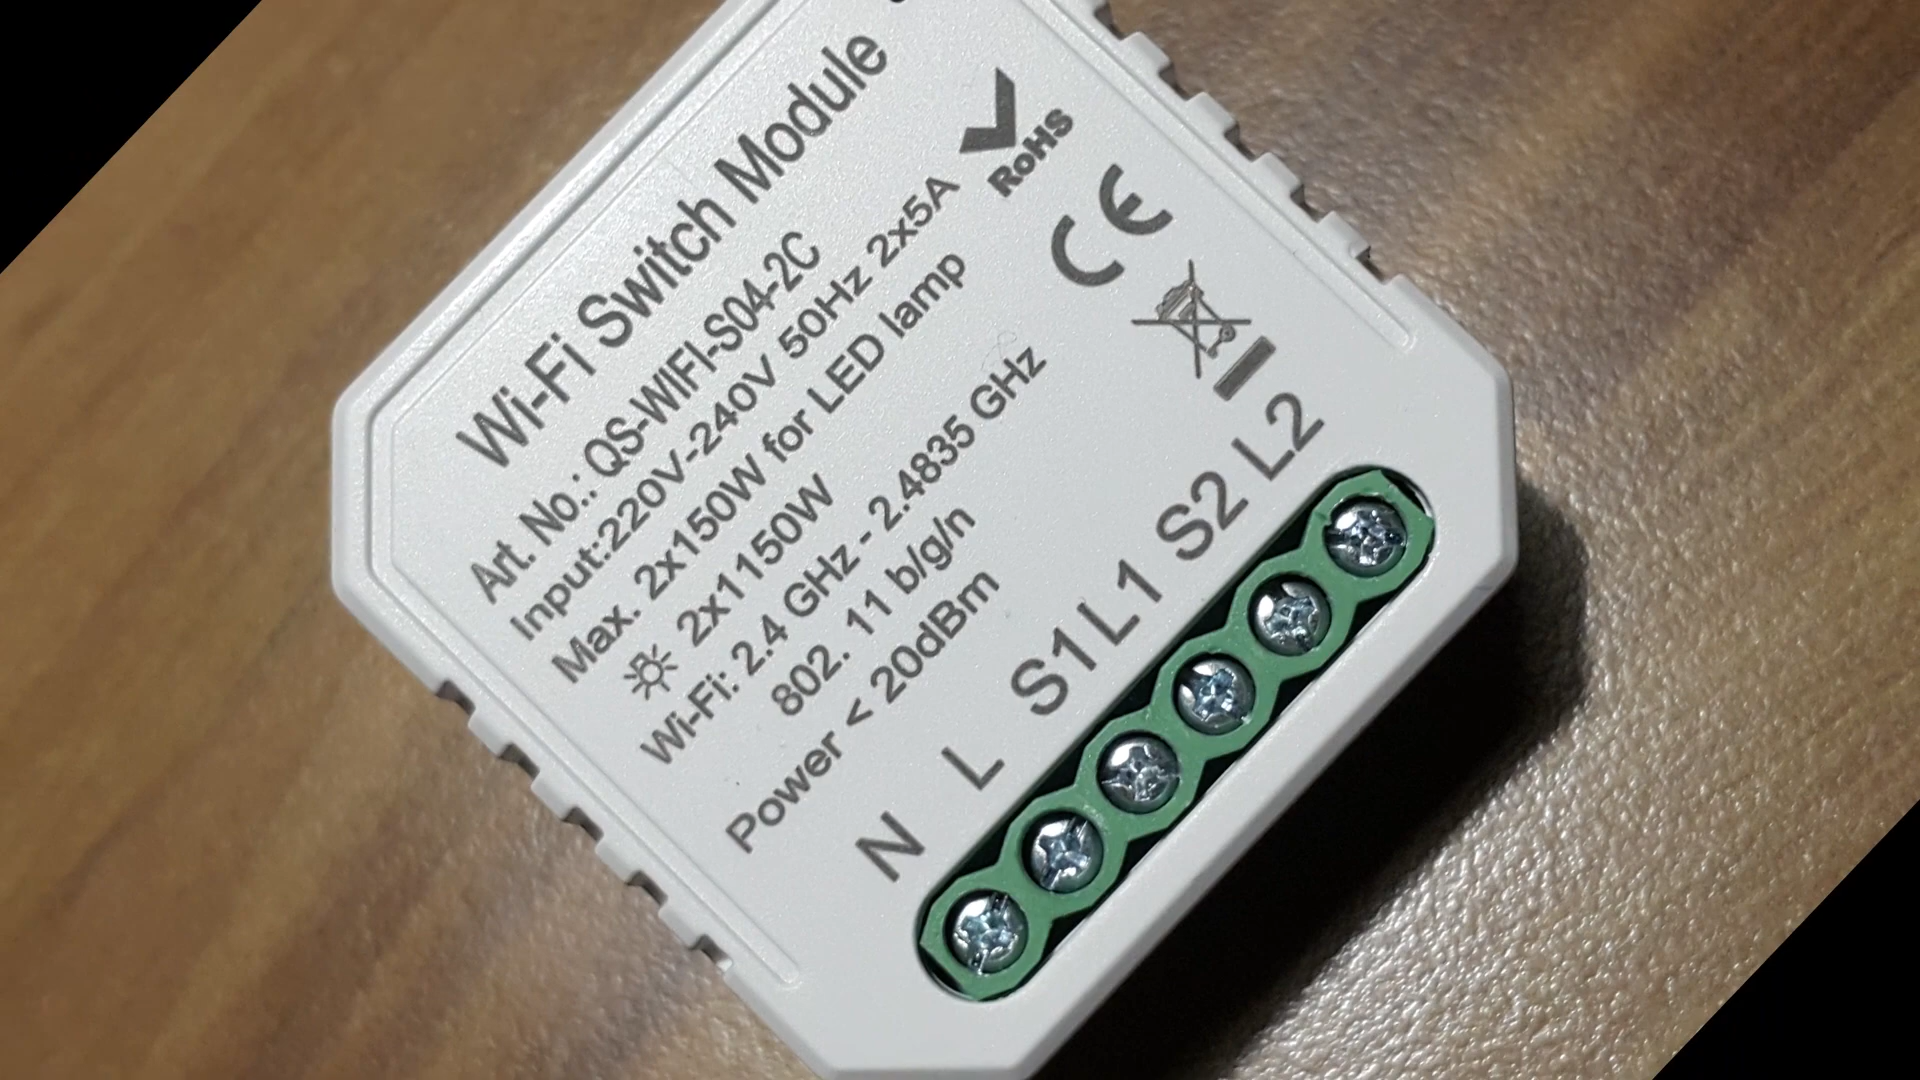 Wi-Fi Switch Module
Art. No.: QS-WIFI-S04-2C
Input:220V-240V 50Hz 2x5A
Max. 2x150W for LED lamp
2x1150W
Wi-Fi: 2.4 GHz - 2.4835 GHz
802. 11 b/g/n
Power < 20dBm
RoHS
CE
N L S1 L1 S2 L2